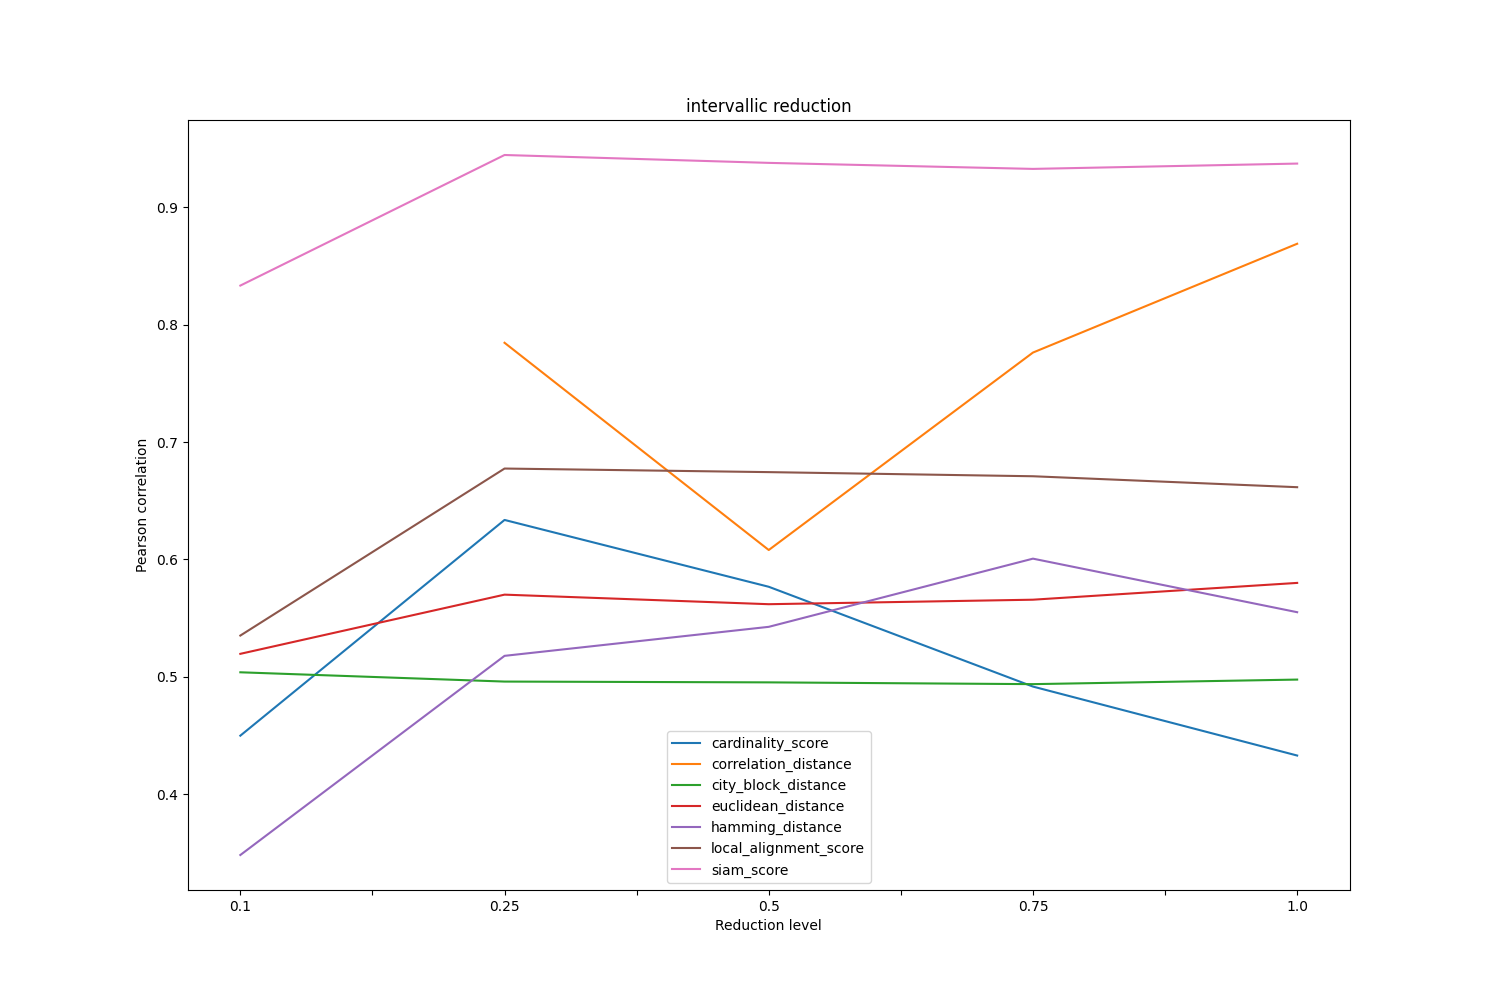 intervallic reduction
Pearson correlation
0.9
0.8
0.7
0.6
0.5
0.4
cardinality_score
correlation_distance
city_block_distance
euclidean_distance
hamming_distance
local_alignment_score
siam_score
0.1 0.25 0.5 0.75 1.0
Reduction level